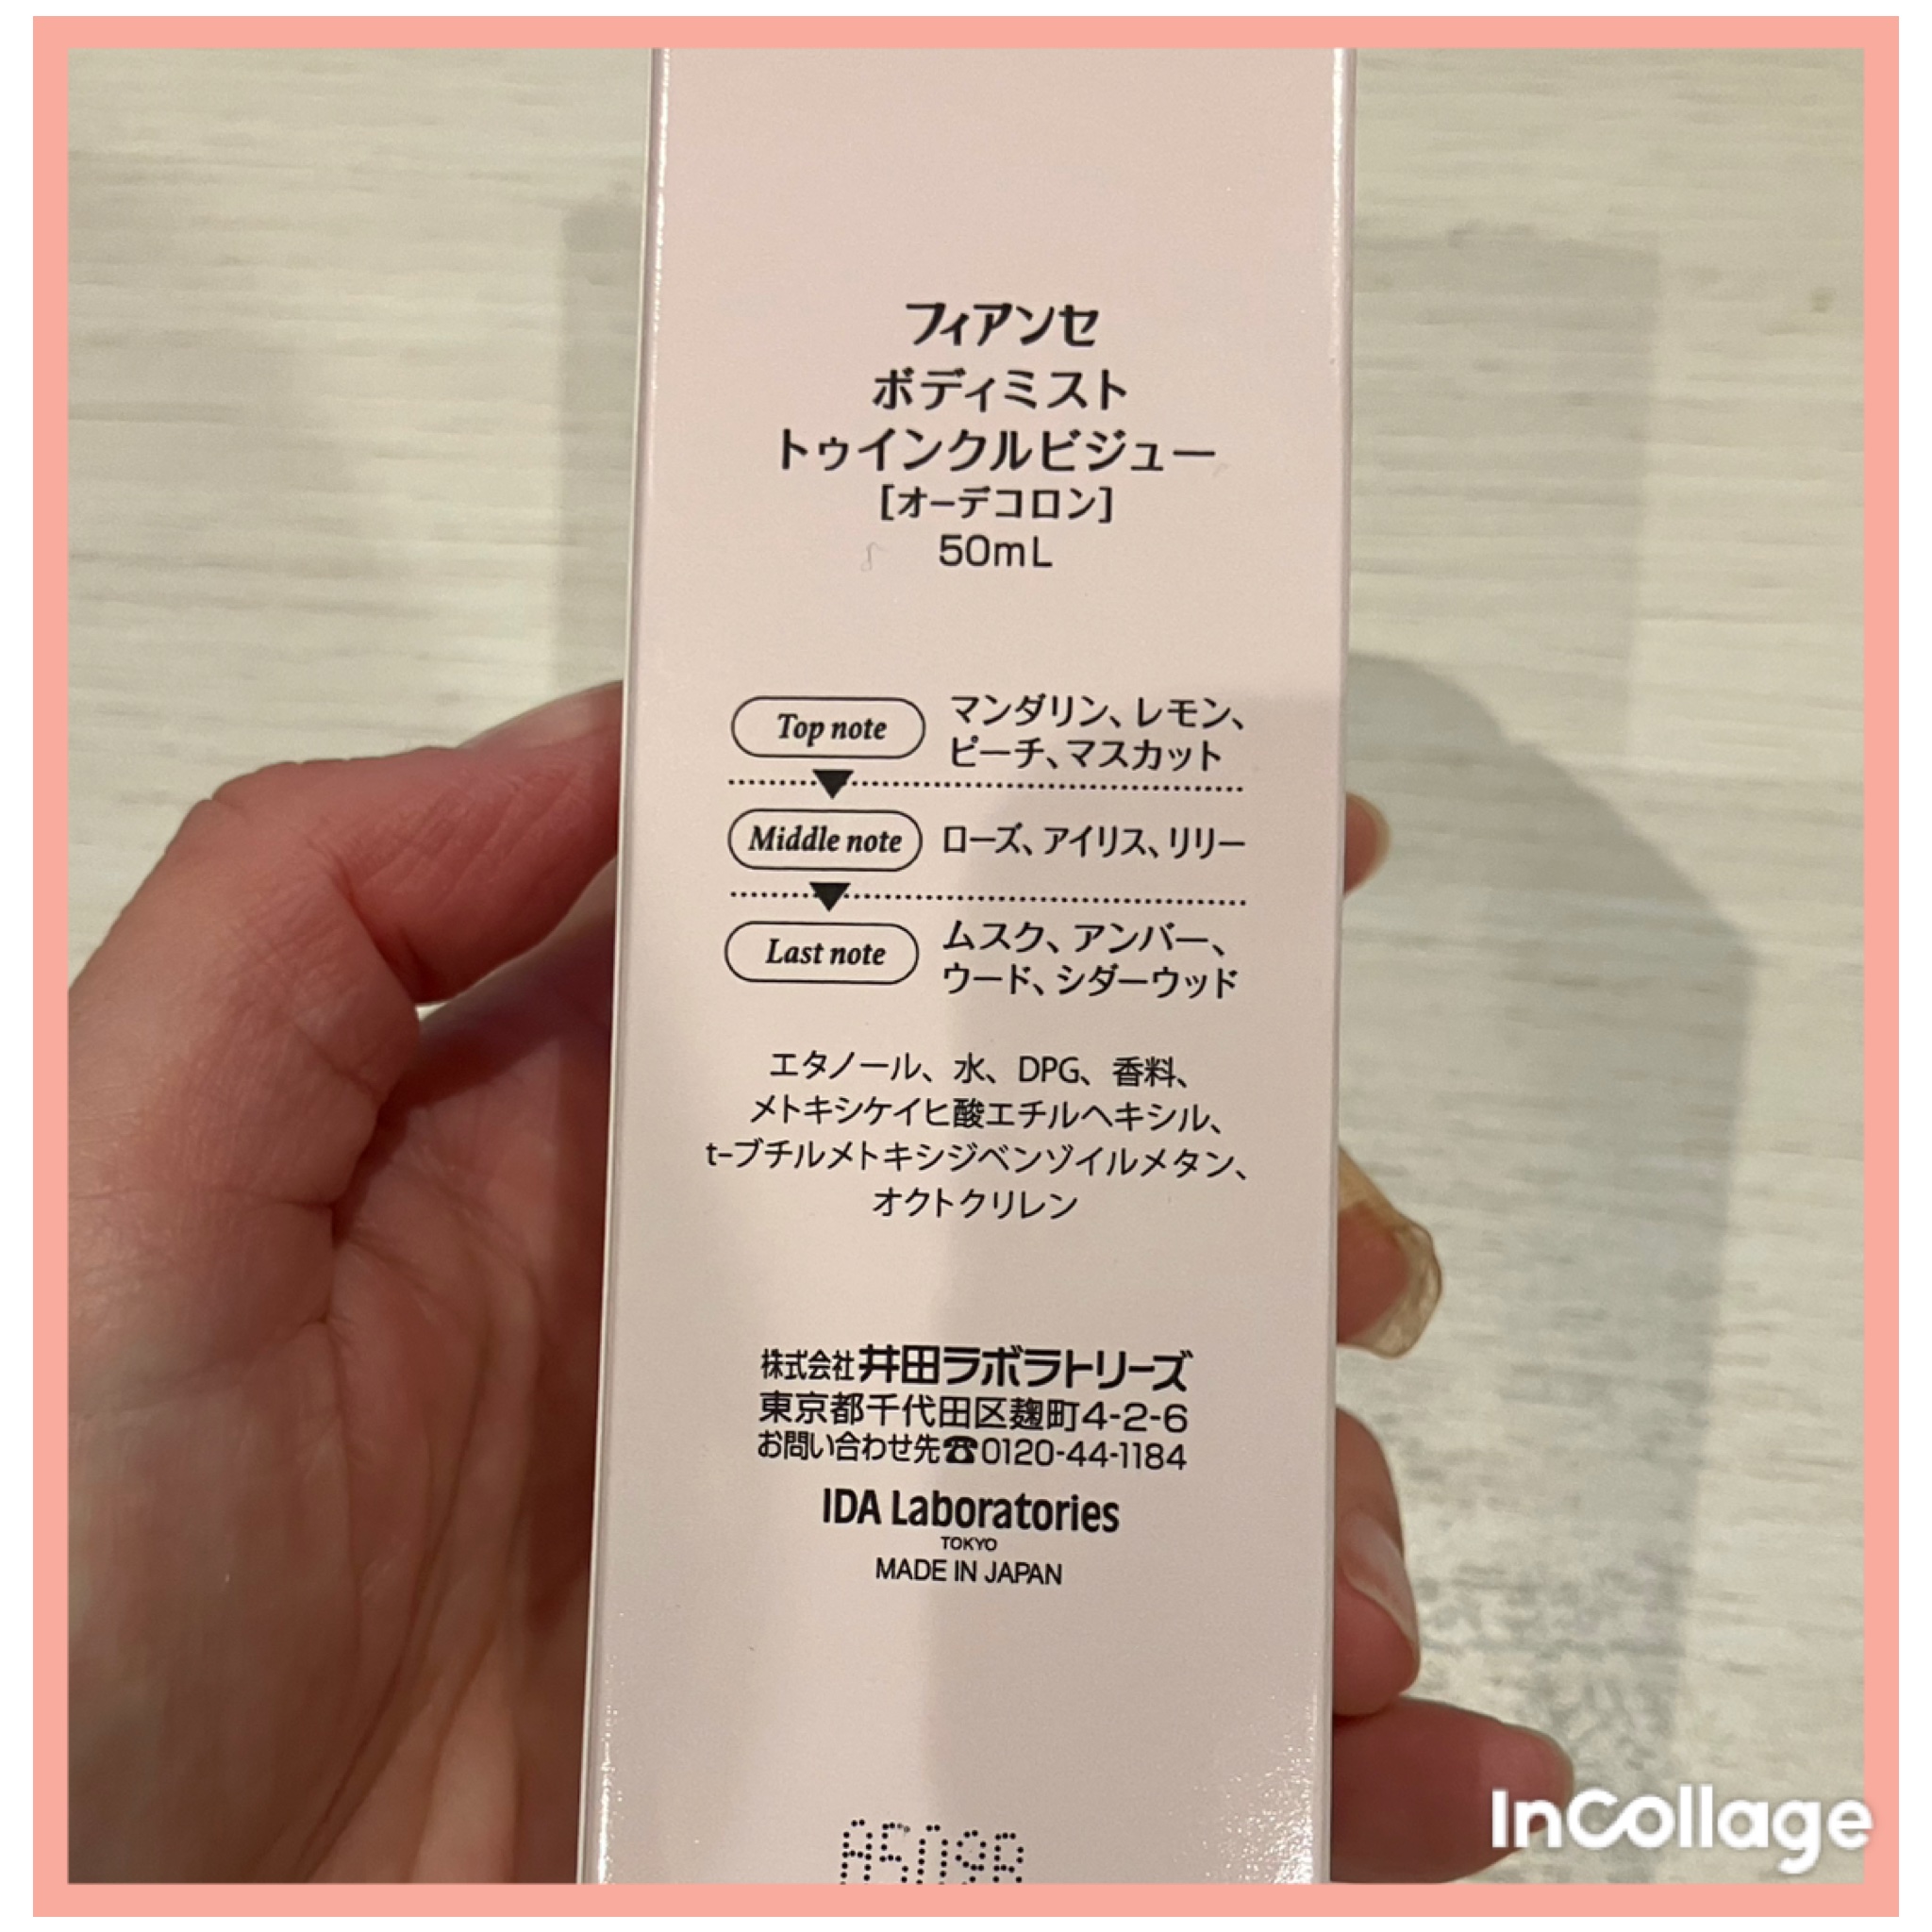 フィアンセ
ボディミスト
トゥインクルビジュー
[オーデコロン]
50mL
Top note
マンダリン、レモン、
ピーチ、マスカット
Middle note
ローズ、アイリス、リリー
Last note
ムスク、アンバー、
ウード、シダーウッド
エタノール、水、DPG、香料、
メトキシケイヒ酸エチルヘキシル、
t-ブチルメトキシジベンゾイルメタン、
オクトクリレン
株式会社井田ラボラトリーズ
東京都千代田区麹町4-2-6
お問い合わせ先☎0120-44-1184
IDA Laboratories
TOKYO
MADE IN JAPAN
InCollage